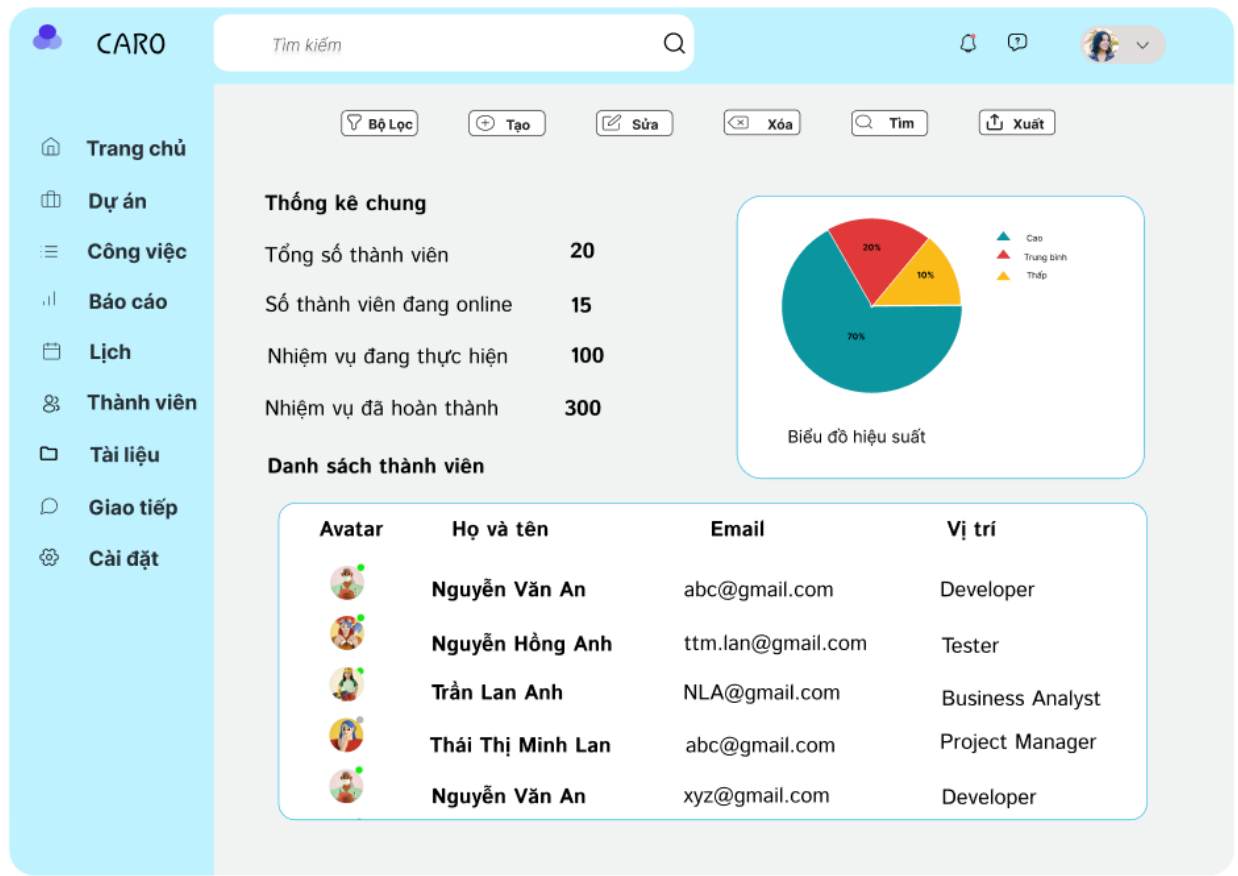 CARO
Tìm kiếm
Trang chủ
Dự án
Công việc
Báo cáo
Lịch
Thành viên
Tài liệu
Giao tiếp
Cài đặt
Bộ Lọc
Tạo
Sửa
Xóa
Tìm
Xuất
Thống kê chung
Tổng số thành viên 20
Số thành viên đang online 15
Nhiệm vụ đang thực hiện 100
Nhiệm vụ đã hoàn thành 300
20%
10%
70%
Cao
Trung bình
Thấp
Biểu đồ hiệu suất
Danh sách thành viên
Avatar Họ và tên Email Vị trí
Nguyễn Văn An abc@gmail.com Developer
Nguyễn Hồng Anh ttm.lan@gmail.com Tester
Trần Lan Anh NLA@gmail.com Business Analyst
Thái Thị Minh Lan abc@gmail.com Project Manager
Nguyễn Văn An xyz@gmail.com Developer